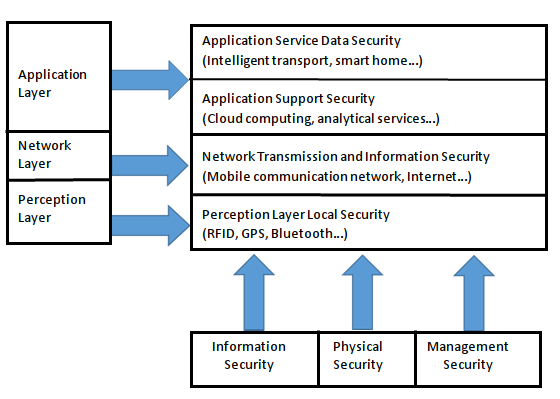 Application
Layer
Network
Layer
Perception
Layer
Application Service Data Security
(Intelligent transport, smart home...)
Application Support Security
(Cloud computing, analytical services...)
Network Transmission and Information Security
(Mobile communication network, Internet...)
Perception Layer Local Security
(RFID, GPS, Bluetooth...)
Information
Security
Physical
Security
Management
Security